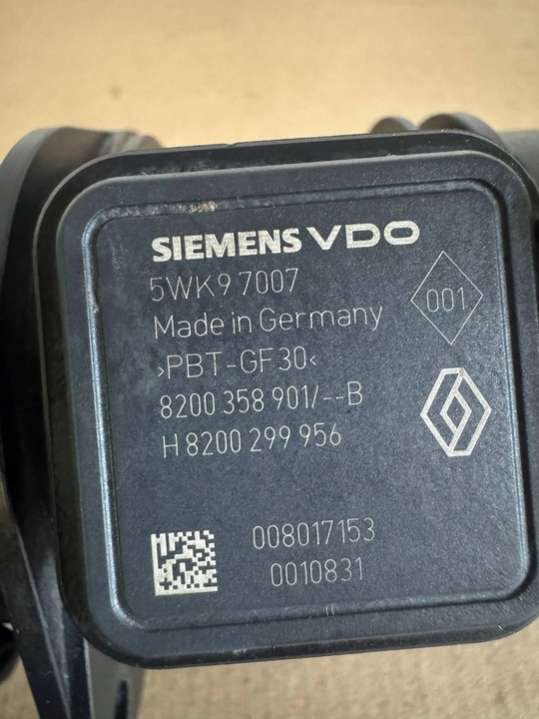 SIEMENS VDO
5WK9 7007
001
Made in Germany
>PBT-GF30<
8200 358 901/--B
H 8200 299 956
008017153
0010831